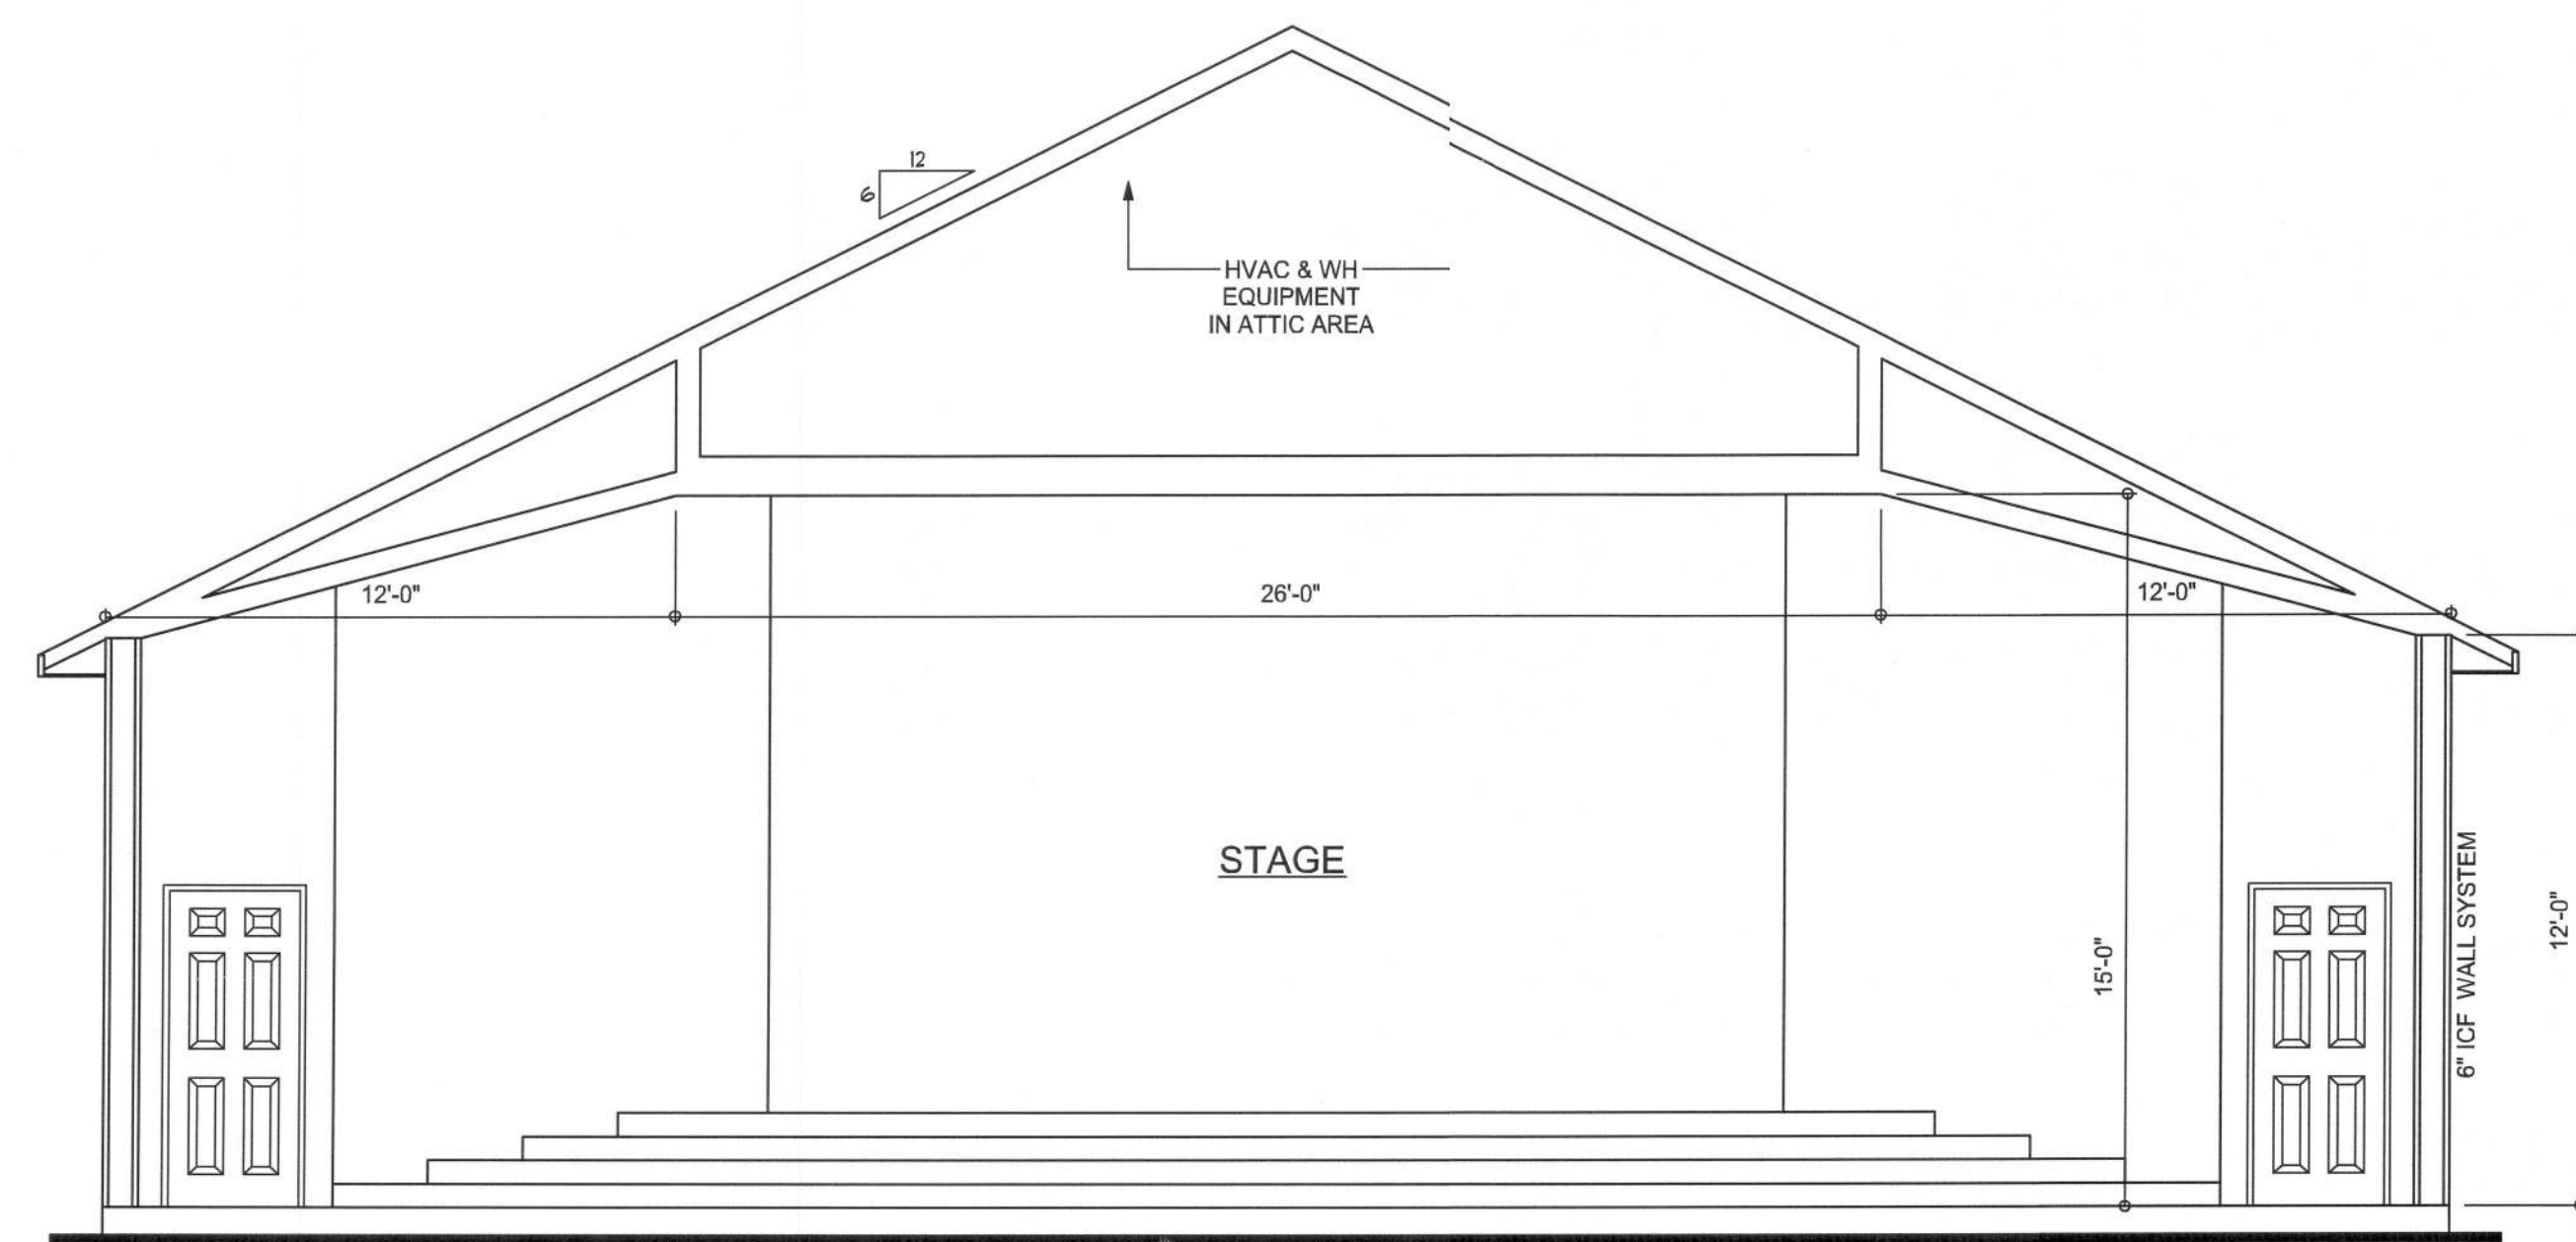 12
6
HVAC & WH
EQUIPMENT
IN ATTIC AREA
12'-0"
26'-0"
12'-0"
STAGE
15'-0"
6" ICF WALL SYSTEM
12'-0"